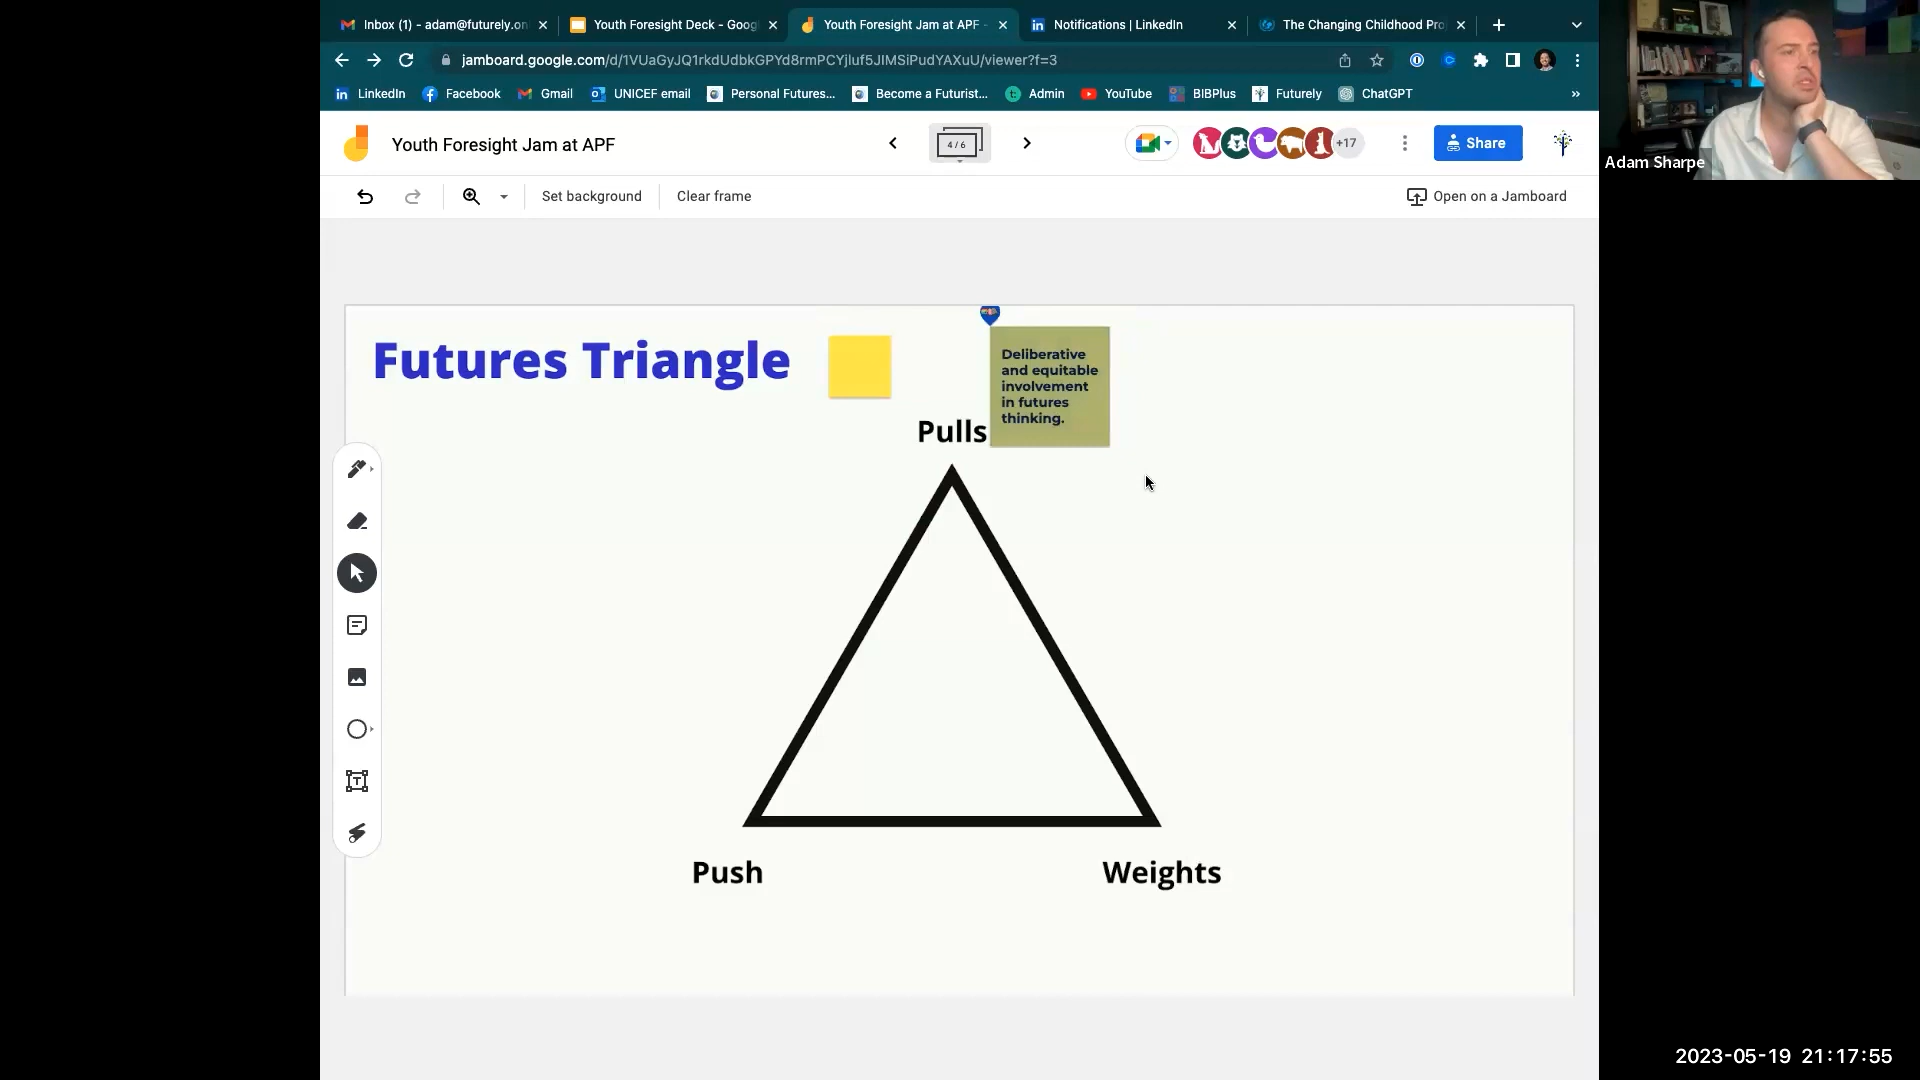 Inbox (1) - adam@futurely.on
Youth Foresight Deck - Goog
Youth Foresight Jam at APF -
Notifications | LinkedIn
The Changing Childhood Pro
jamboard.google.com/d/1VUaGyJQ1rkdUdbkGPYd8rmPCYjluf5JIMSiPudYAXuU/viewer?f=3
LinkedIn
Facebook
Gmail
UNICEF email
Personal Futures...
Become a Futurist...
Admin
YouTube
BIBPlus
Futurely
ChatGPT
»
Youth Foresight Jam at APF
4 / 6
+17
Share
Adam Sharpe
Set background
Clear frame
Open on a Jamboard
Futures Triangle
Deliberative
and equitable
involvement
in futures
thinking.
Pulls
Push
Weights
2023-05-19 21:17:55